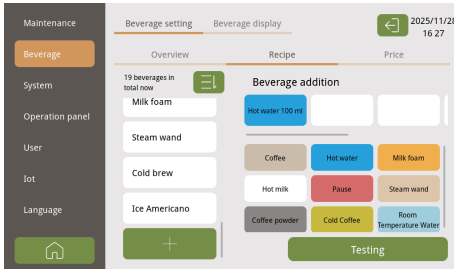 Maintenance
Beverage
System
Operation panel
User
Iot
Language
Beverage setting
Beverage display
2025/11/28
16 27
Overview
Recipe
Price
19 beverages in
total now
Milk foam
Steam wand
Cold brew
Ice Americano
Beverage addition
Hot water 100 ml
Coffee
Hot water
Milk foam
Hot milk
Pause
Steam wand
Coffee powder
Cold Coffee
Room
Temperature Water
Testing